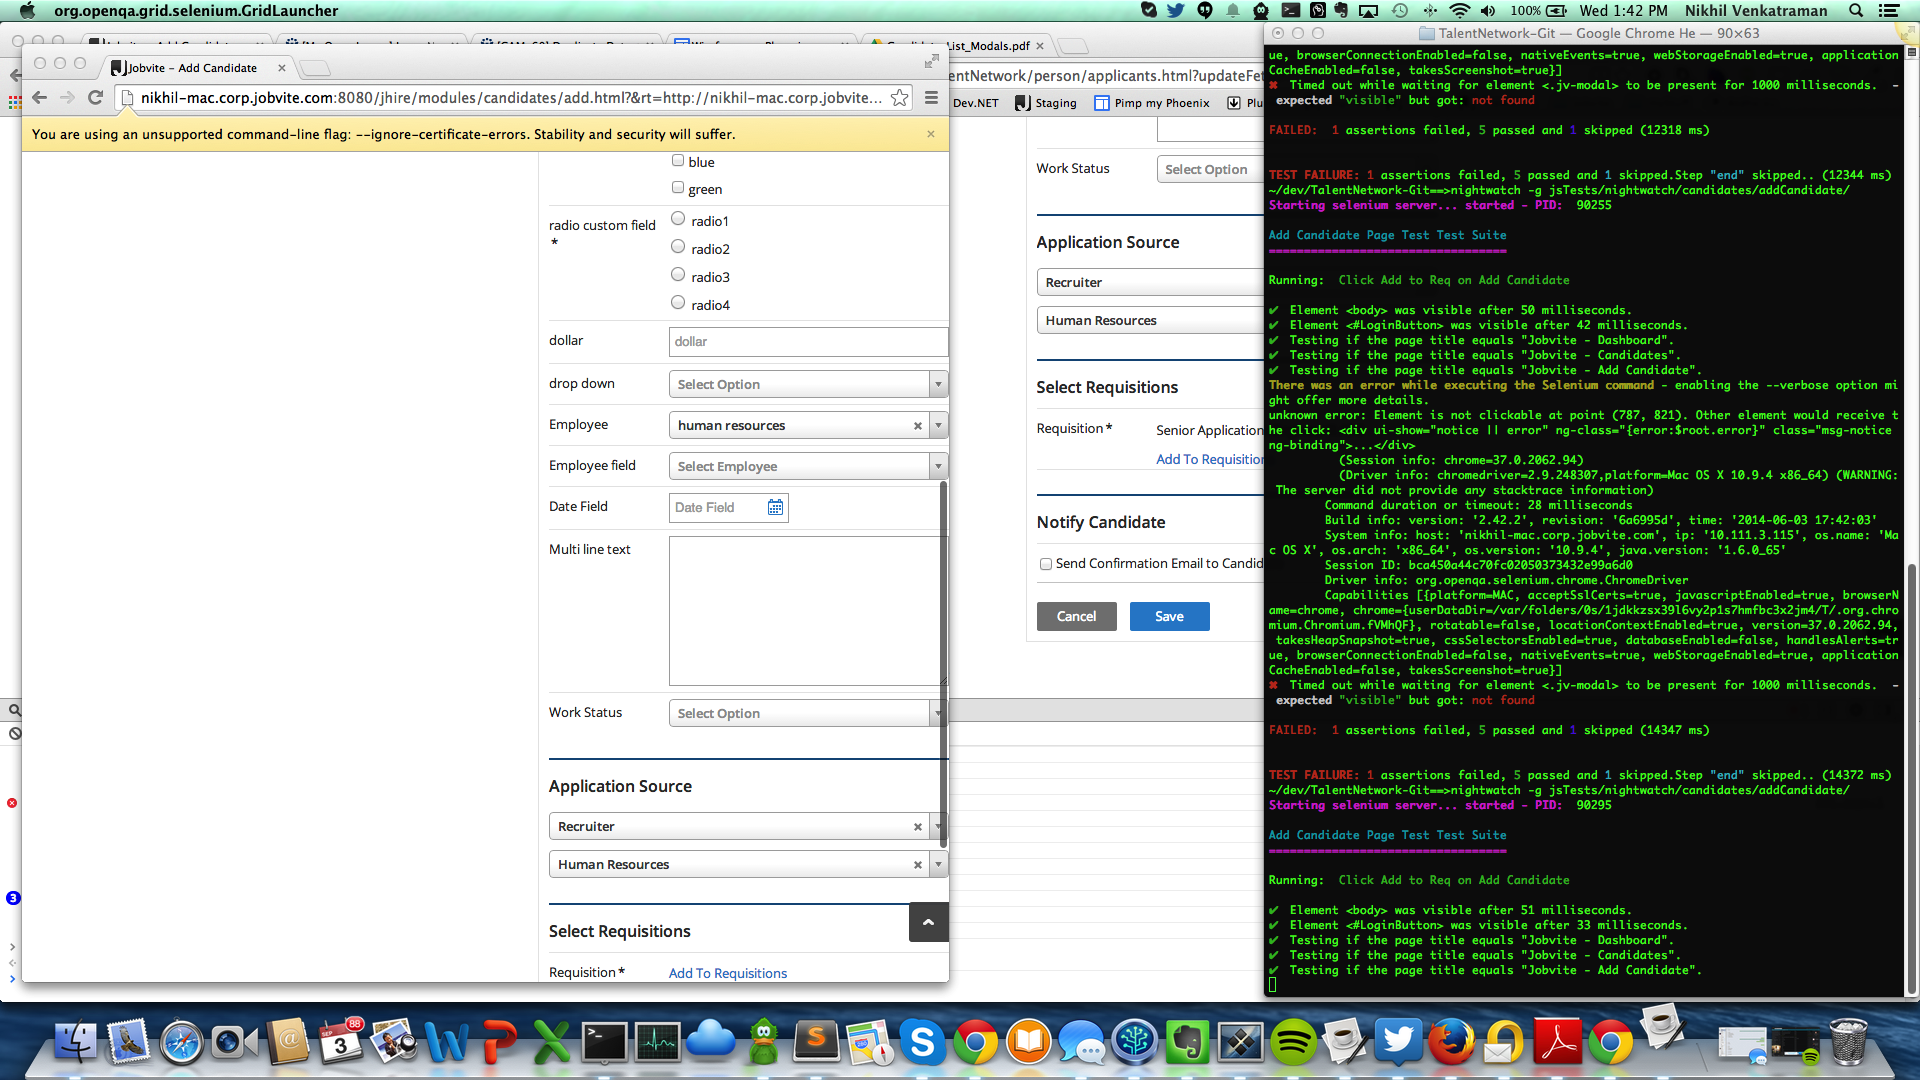 org.openqa.grid.selenium.GridLauncher
100%
Wed 1:42 PM
Nikhil Venkatraman
List_Modals.pdf
Jobvite - Add Candidate
nikhil-mac.corp.jobvite.com:8080/jhire/modules/candidates/add.html?&rt=http://nikhil-mac.corp.jobvite...
You are using an unsupported command-line flag: --ignore-certificate-errors. Stability and security will suffer.
blue
green
radio custom field
*
radio1
radio2
radio3
radio4
dollar
dollar
drop down
Select Option
Employee
human resources
Employee field
Select Employee
Date Field
Date Field
Multi line text
Work Status
Select Option
Application Source
Recruiter
Human Resources
Select Requisitions
Requisition *
Add To Requisitions
entNetwork/person/applicants.html?updateFet
Dev.NET
Staging
Pimp my Phoenix
Plu
Work Status
Select Option
Application Source
Recruiter
Human Resources
Select Requisitions
Requisition *
Senior Application
Add To Requisition
Notify Candidate
Send Confirmation Email to Candid
Cancel
Save
TalentNetwork-Git — Google Chrome He — 90×63
ue, browserConnectionEnabled=false, nativeEvents=true, webStorageEnabled=true, application
CacheEnabled=false, takesScreenshot=true}]
✖ Timed out while waiting for element <.jv-modal> to be present for 1000 milliseconds. -
expected "visible" but got: not found
FAILED: 1 assertions failed, 5 passed and 1 skipped (12318 ms)
TEST FAILURE: 1 assertions failed, 5 passed and 1 skipped.Step "end" skipped.. (12344 ms)
~/dev/TalentNetwork-Git==>nightwatch -g jsTests/nightwatch/candidates/addCandidate/
Starting selenium server... started - PID: 90255
Add Candidate Page Test Test Suite
==================================
Running: Click Add to Req on Add Candidate
✔ Element <body> was visible after 50 milliseconds.
✔ Element <#LoginButton> was visible after 42 milliseconds.
✔ Testing if the page title equals "Jobvite - Dashboard".
✔ Testing if the page title equals "Jobvite - Candidates".
✔ Testing if the page title equals "Jobvite - Add Candidate".
There was an error while executing the Selenium command - enabling the --verbose option mi
ght offer more details.
unknown error: Element is not clickable at point (787, 821). Other element would receive t
he click: <div ui-show="notice || error" ng-class="{error:$root.error}" class="msg-notice
ng-binding">...</div>
(Session info: chrome=37.0.2062.94)
(Driver info: chromedriver=2.9.248307,platform=Mac OS X 10.9.4 x86_64) (WARNING:
The server did not provide any stacktrace information)
Command duration or timeout: 28 milliseconds
Build info: version: '2.42.2', revision: '6a6995d', time: '2014-06-03 17:42:03'
System info: host: 'nikhil-mac.corp.jobvite.com', ip: '10.111.3.115', os.name: 'Ma
c OS X', os.arch: 'x86_64', os.version: '10.9.4', java.version: '1.6.0_65'
Session ID: bca450a44c70fc02050373432e99a6d0
Driver info: org.openqa.selenium.chrome.ChromeDriver
Capabilities [{platform=MAC, acceptSslCerts=true, javascriptEnabled=true, browserN
ame=chrome, chrome={userDataDir=/var/folders/0s/1jdkkzsx39l6vy2p1s7hmfbc3x2jm4/T/.org.chro
mium.Chromium.fVMhQF}, rotatable=false, locationContextEnabled=true, version=37.0.2062.94,
takesHeapSnapshot=true, cssSelectorsEnabled=true, databaseEnabled=false, handlesAlerts=tr
ue, browserConnectionEnabled=false, nativeEvents=true, webStorageEnabled=true, application
CacheEnabled=false, takesScreenshot=true}]
✖ Timed out while waiting for element <.jv-modal> to be present for 1000 milliseconds. -
expected "visible" but got: not found
FAILED: 1 assertions failed, 5 passed and 1 skipped (14347 ms)
TEST FAILURE: 1 assertions failed, 5 passed and 1 skipped.Step "end" skipped.. (14372 ms)
~/dev/TalentNetwork-Git==>nightwatch -g jsTests/nightwatch/candidates/addCandidate/
Starting selenium server... started - PID: 90295
Add Candidate Page Test Test Suite
==================================
Running: Click Add to Req on Add Candidate
✔ Element <body> was visible after 51 milliseconds.
✔ Element <#LoginButton> was visible after 33 milliseconds.
✔ Testing if the page title equals "Jobvite - Dashboard".
✔ Testing if the page title equals "Jobvite - Candidates".
✔ Testing if the page title equals "Jobvite - Add Candidate".
3
SEP
3
88